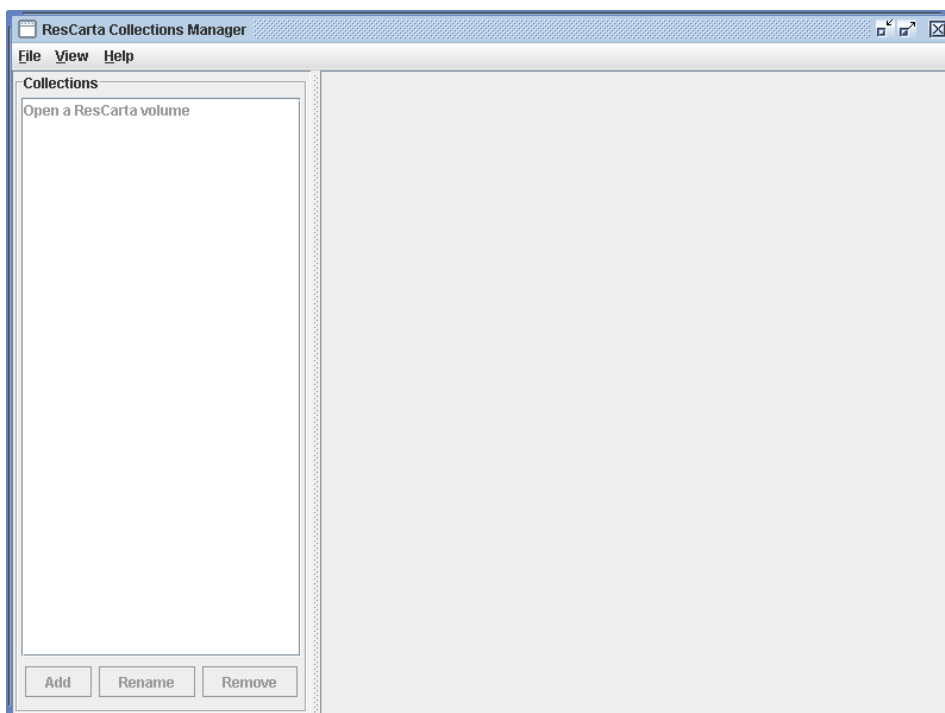 ResCarta Collections Manager
File View Help
Collections
Open a ResCarta volume
Add Rename Remove